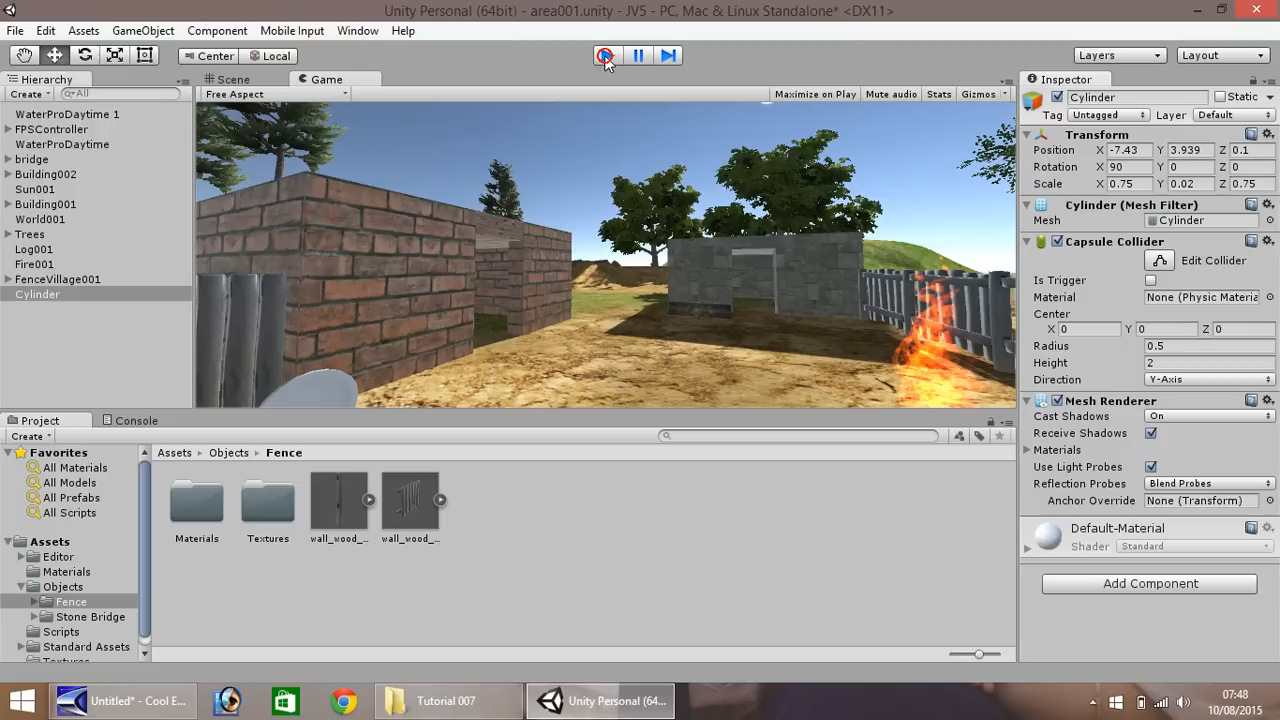 Unity Personal (64bit) - area001.unity - JV5 - PC, Mac & Linux Standalone* <DX11>
File Edit Assets GameObject Component Mobile Input Window Help
Center Local Layers Layout
Hierarchy Scene Game Inspector
Create All Free Aspect Maximize on Play Mute audio Stats Gizmos Cylinder Static
WaterProDaytime 1 Tag Untagged Layer Default
FPSController Transform
WaterProDaytime Position X -7.43 Y 3.939 Z 0.1
bridge Rotation X 90 Y 0 Z 0
Building002 Scale X 0.75 Y 0.02 Z 0.75
Sun001
Building001 Cylinder (Mesh Filter)
World001 Mesh Cylinder
Trees Capsule Collider
Log001 Edit Collider
Fire001 Is Trigger
FenceVillage001 Material None (Physic Materia
Cylinder Center
X 0 Y 0 Z 0
Radius 0.5
Height 2
Direction Y-Axis
Mesh Renderer
Cast Shadows On
Receive Shadows
Materials
Use Light Probes
Reflection Probes Blend Probes
Anchor Override None (Transform)
Default-Material
Shader Standard
Add Component
Project Console
Create
Favorites Assets Objects Fence
All Materials
All Models
All Prefabs
All Scripts
Materials Textures wall_wood_... wall_wood_...
Assets
Editor
Materials
Objects
Fence
Stone Bridge
Scripts
Standard Assets
Textures
Untitled* - Cool E... Tutorial 007 Unity Personal (64... 07:48
10/08/2015